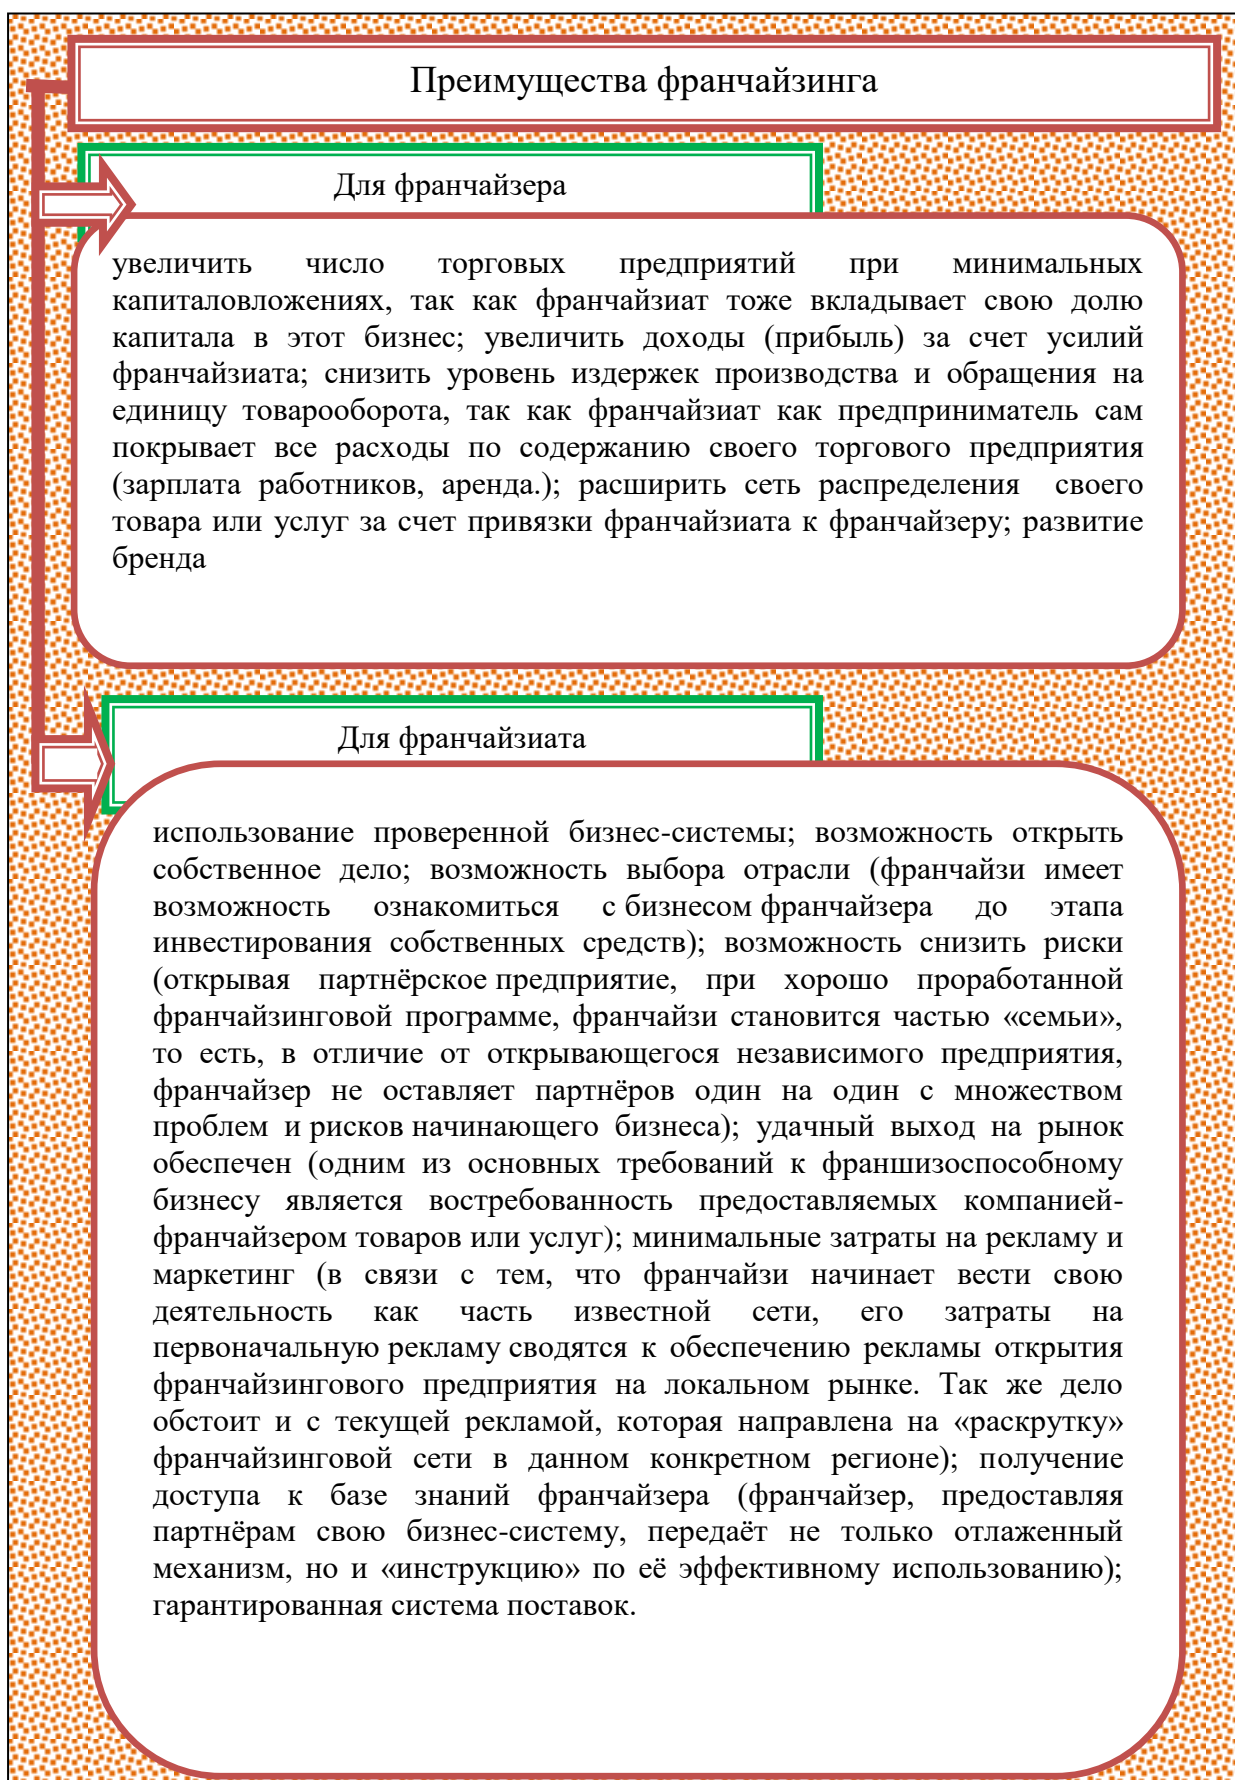 Преимущества франчайзинга
Для франчайзера
увеличить число торговых предприятий при минимальных
капиталовложениях, так как франчайзиат тоже вкладывает свою долю
капитала в этот бизнес; увеличить доходы (прибыль) за счет усилий
франчайзиата; снизить уровень издержек производства и обращения на
единицу товарооборота, так как франчайзиат как предприниматель сам
покрывает все расходы по содержанию своего торгового предприятия
(зарплата работников, аренда.); расширить сеть распределения своего
товара или услуг за счет привязки франчайзиата к франчайзеру; развитие
бренда
Для франчайзиата
использование проверенной бизнес-системы; возможность открыть
собственное дело; возможность выбора отрасли (франчайзи имеет
возможность ознакомиться с бизнесом франчайзера до этапа
инвестирования собственных средств); возможность снизить риски
(открывая партнёрское предприятие, при хорошо проработанной
франчайзинговой программе, франчайзи становится частью «семьи»,
то есть, в отличие от открывающегося независимого предприятия,
франчайзер не оставляет партнёров один на один с множеством
проблем и рисков начинающего бизнеса); удачный выход на рынок
обеспечен (одним из основных требований к франшизоспособному
бизнесу является востребованность предоставляемых компанией-
франчайзером товаров или услуг); минимальные затраты на рекламу и
маркетинг (в связи с тем, что франчайзи начинает вести свою
деятельность как часть известной сети, его затраты на
первоначальную рекламу сводятся к обеспечению рекламы открытия
франчайзингового предприятия на локальном рынке. Так же дело
обстоит и с текущей рекламой, которая направлена на «раскрутку»
франчайзинговой сети в данном конкретном регионе); получение
доступа к базе знаний франчайзера (франчайзер, предоставляя
партнёрам свою бизнес-систему, передаёт не только отлаженный
механизм, но и «инструкцию» по её эффективному использованию);
гарантированная система поставок.